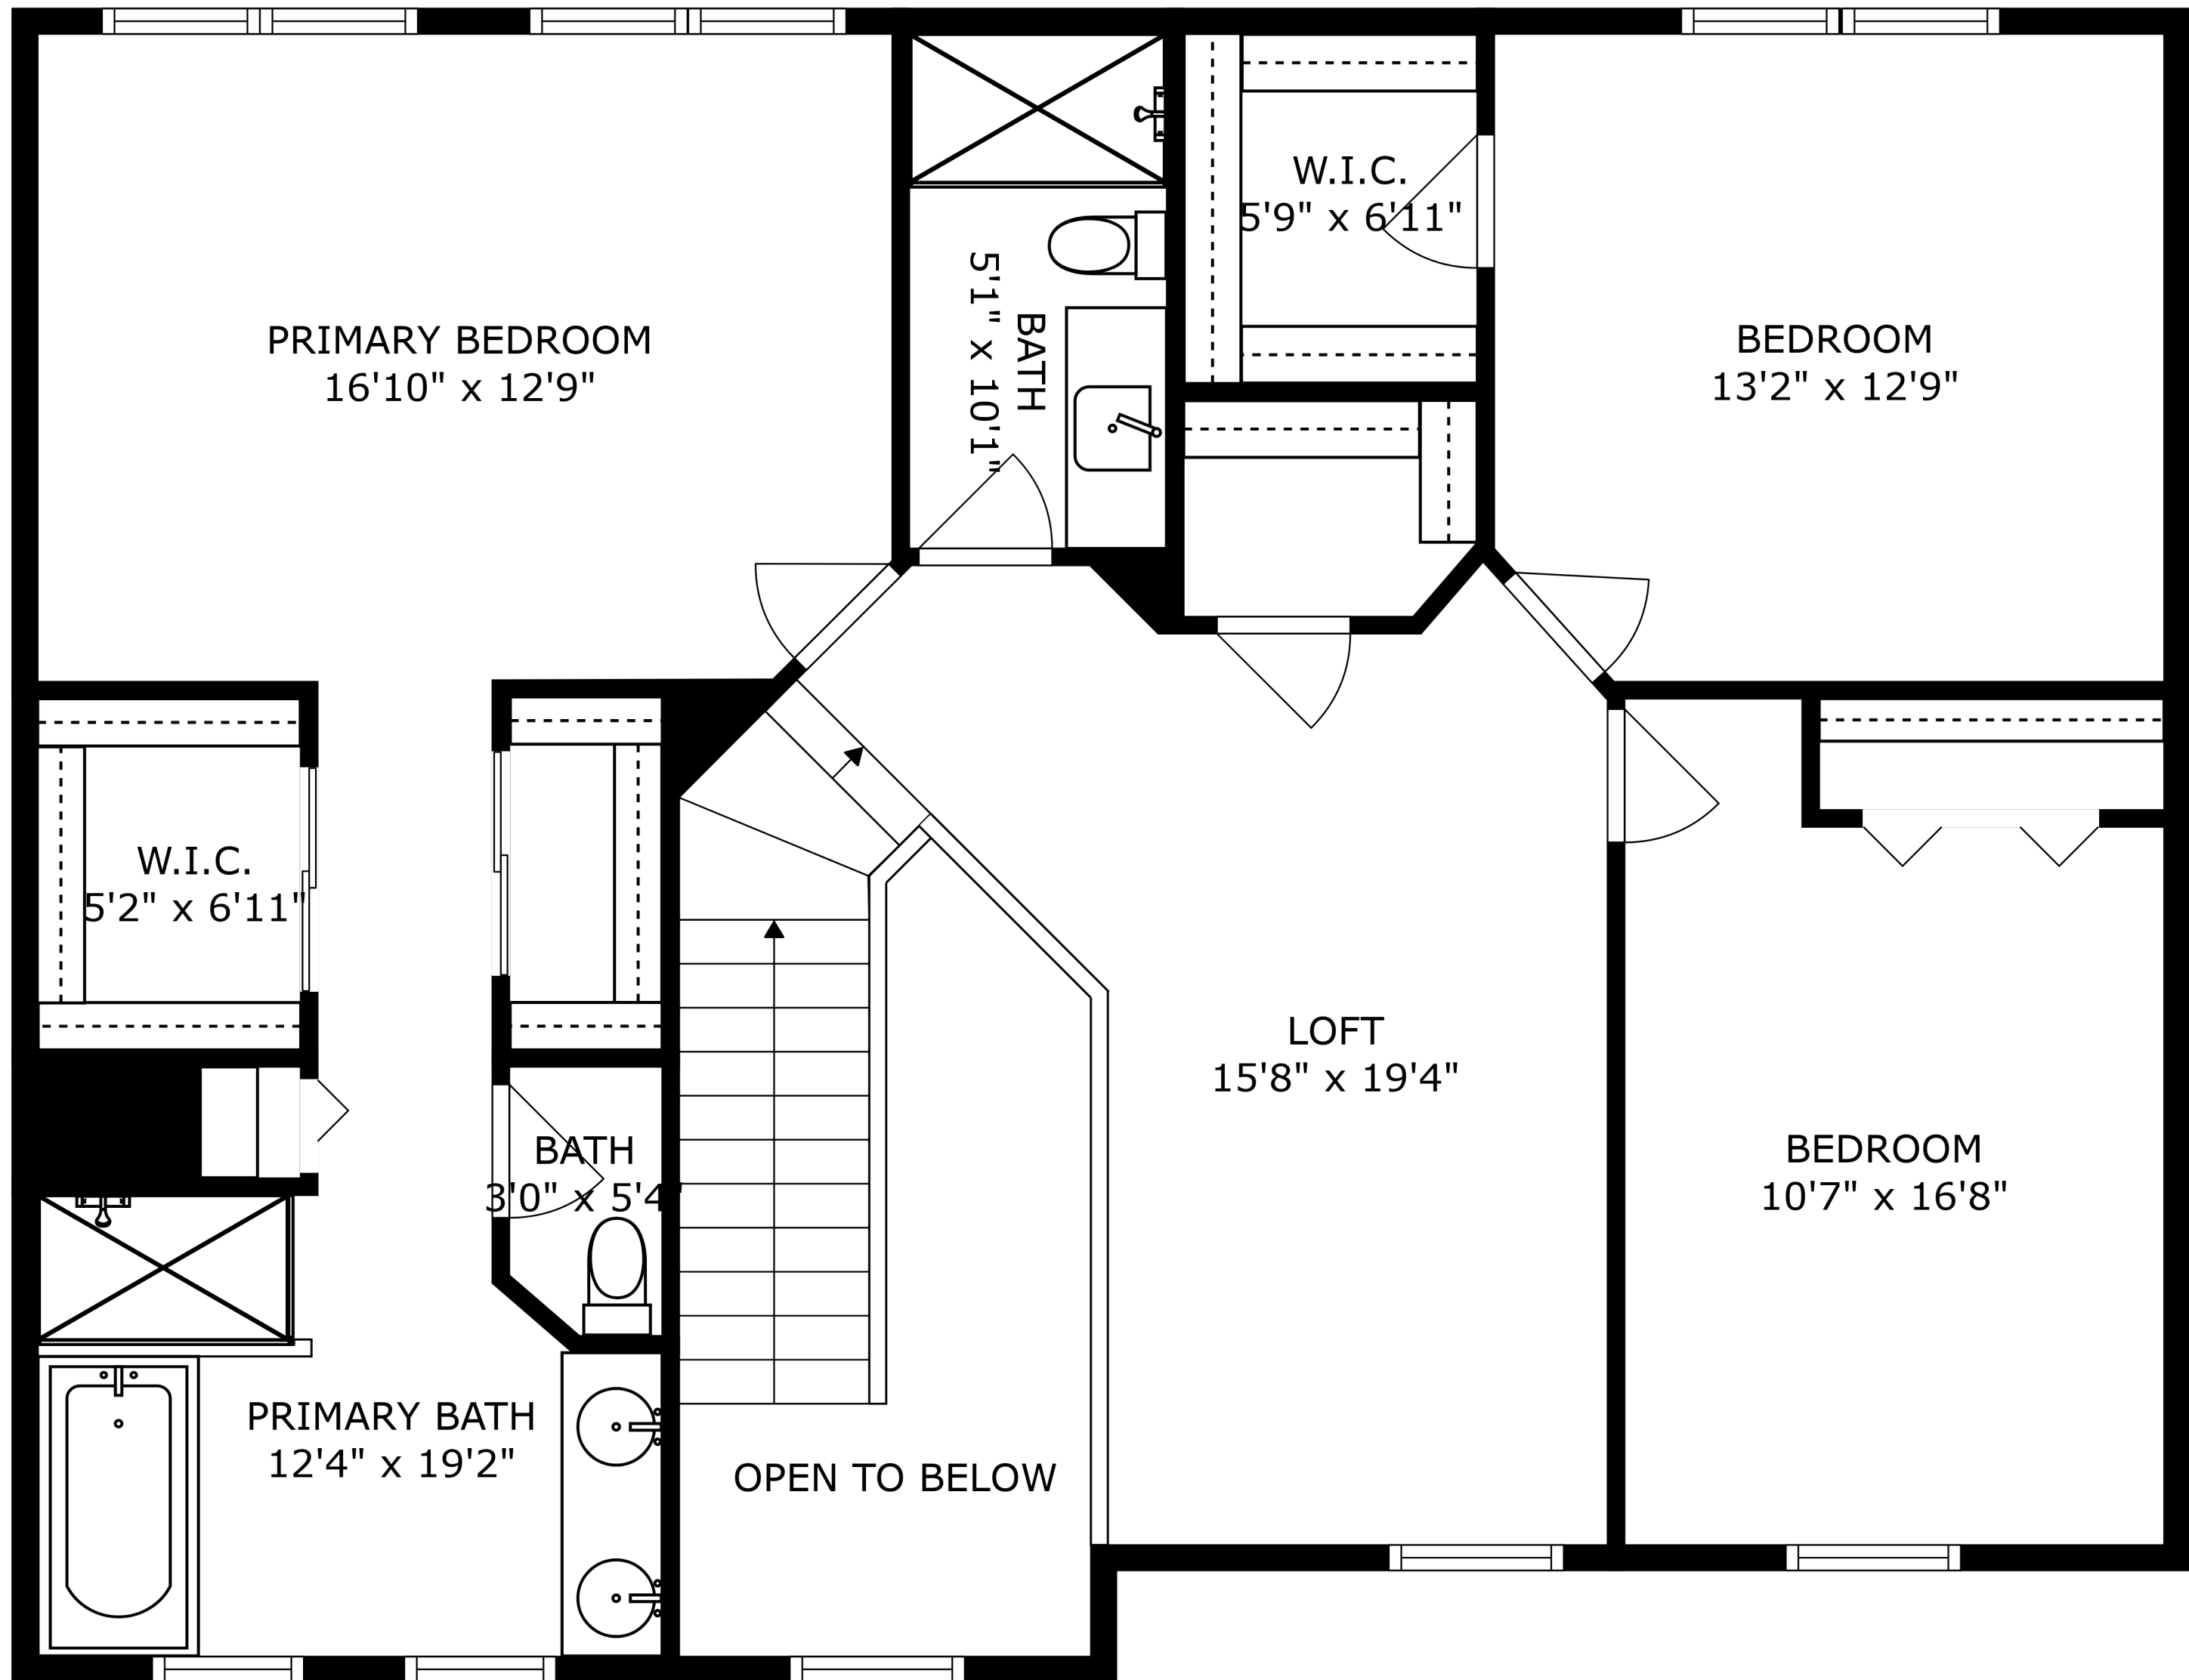 W.I.C.
5'9" x 6'11"
PRIMARY BEDROOM
16'10" x 12'9"
BATH
5'1" x 10'1"
BEDROOM
13'2" x 12'9"
W.I.C.
5'2" x 6'11"
LOFT
15'8" x 19'4"
BATH
3'0" x 5'4"
BEDROOM
10'7" x 16'8"
PRIMARY BATH
12'4" x 19'2"
OPEN TO BELOW